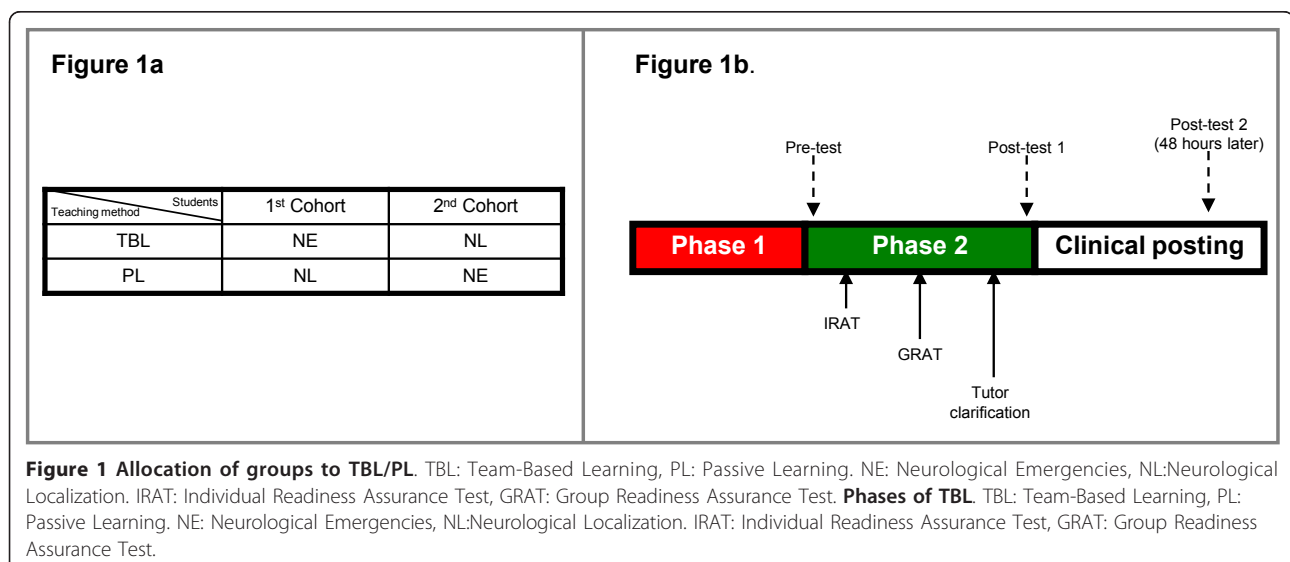 Figure 1a
Students
Teaching method
1st Cohort
2nd Cohort
TBL
NE
NL
PL
NL
NE
Figure 1b.
Post-test 2
(48 hours later)
Pre-test
Post-test 1
Phase 1
Phase 2
Clinical posting
IRAT
GRAT
Tutor
clarification
Figure 1 Allocation of groups to TBL/PL. TBL: Team-Based Learning, PL: Passive Learning. NE: Neurological Emergencies, NL:Neurological
Localization. IRAT: Individual Readiness Assurance Test, GRAT: Group Readiness Assurance Test. Phases of TBL. TBL: Team-Based Learning, PL:
Passive Learning. NE: Neurological Emergencies, NL:Neurological Localization. IRAT: Individual Readiness Assurance Test, GRAT: Group Readiness
Assurance Test.